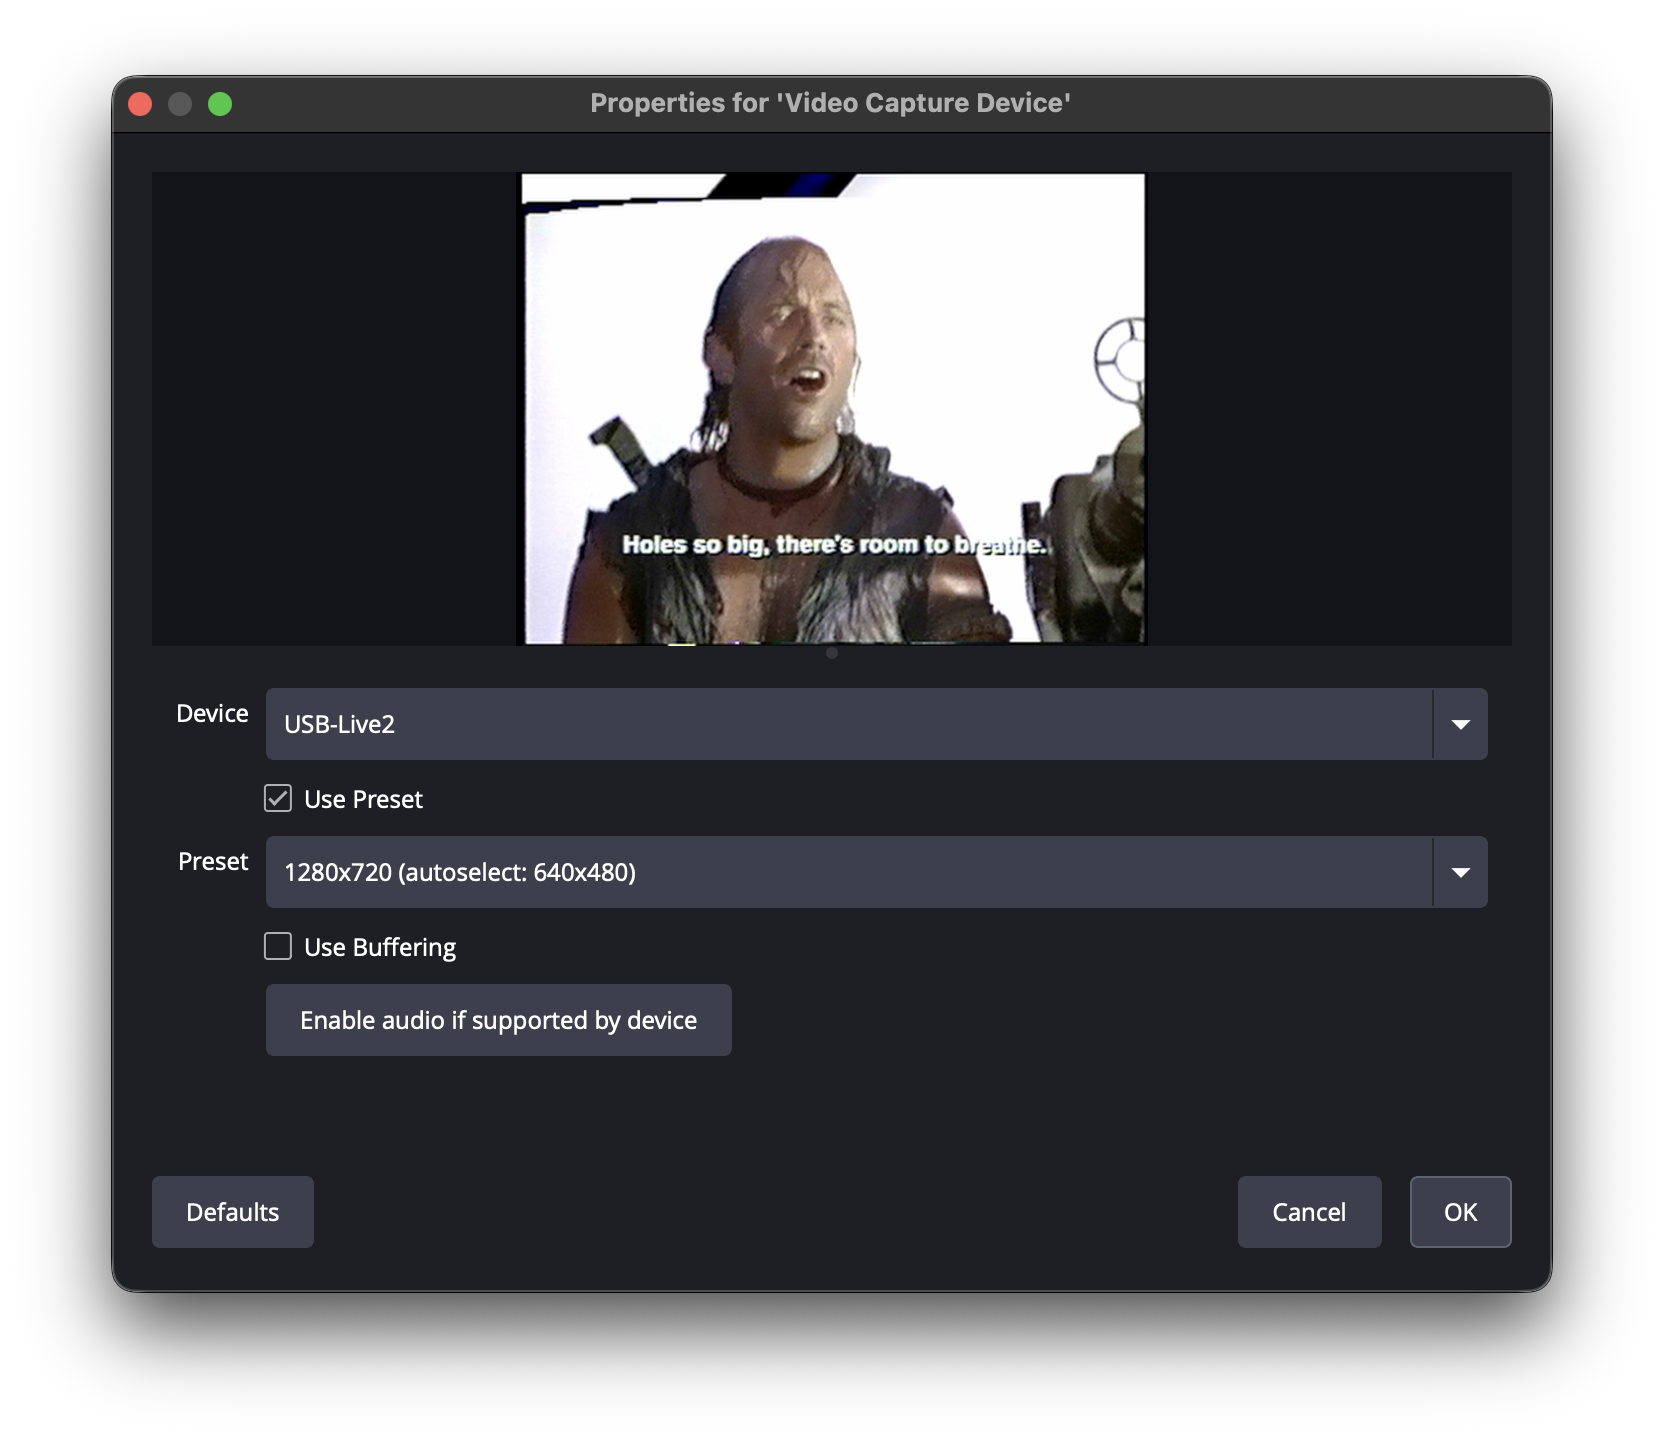 Properties for 'Video Capture Device'
Holes so big, there's room to breathe.
Device
USB-Live2
Use Preset
Preset
1280x720 (autoselect: 640x480)
Use Buffering
Enable audio if supported by device
Defaults
Cancel
OK